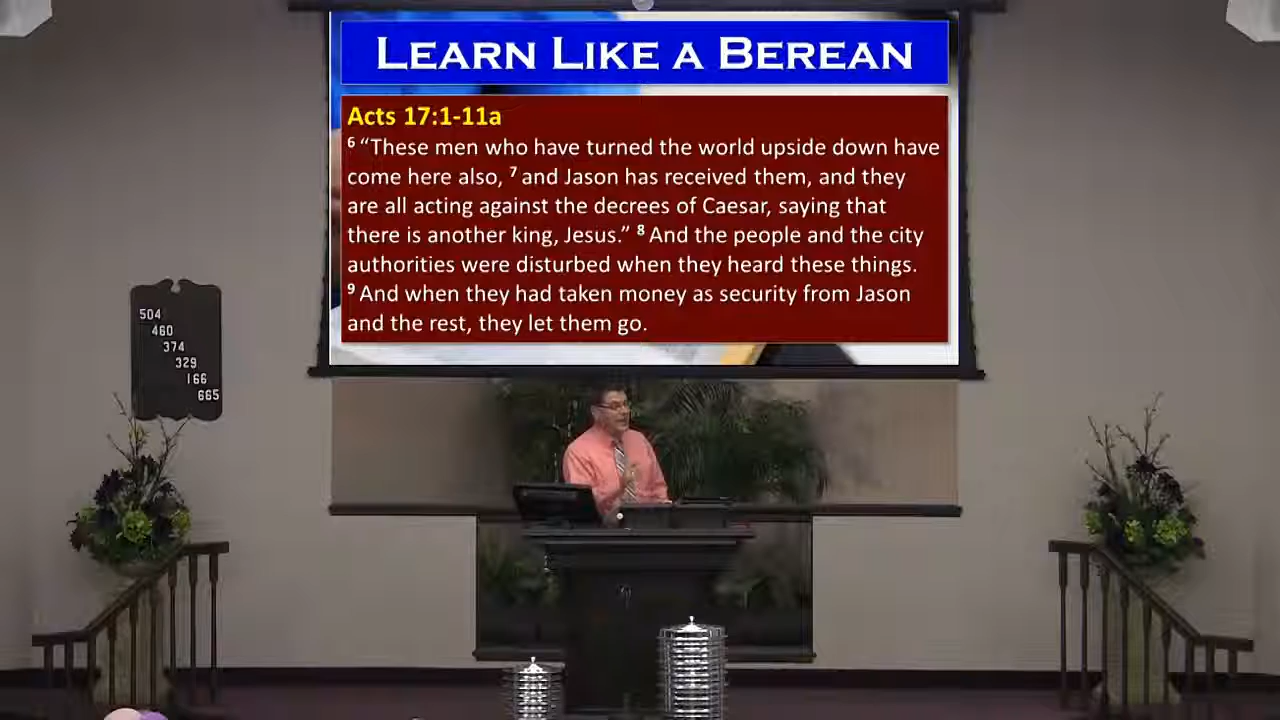 LEARN LIKE A BEREAN
Acts 17:1-11a
6 “These men who have turned the world upside down have
come here also, 7 and Jason has received them, and they
are all acting against the decrees of Caesar, saying that
there is another king, Jesus.” 8 And the people and the city
authorities were disturbed when they heard these things.
9 And when they had taken money as security from Jason
and the rest, they let them go.
504
460
374
329
166
665